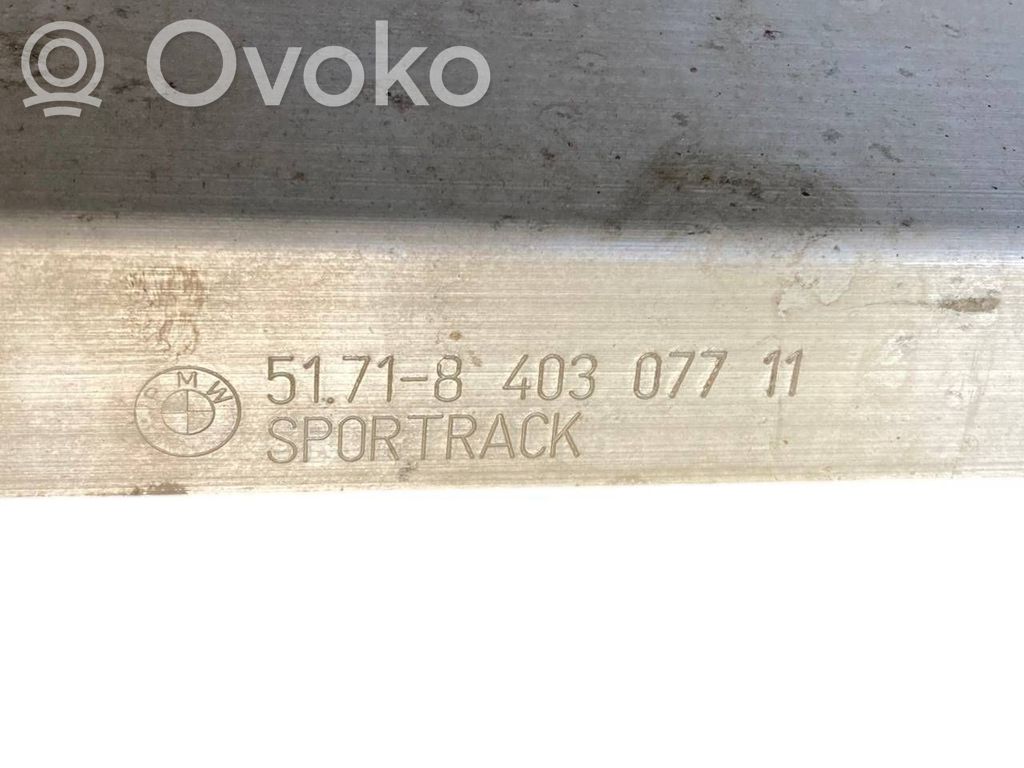 Ovoko
BMW
51.71-8 403 077 11
SPORTRACK